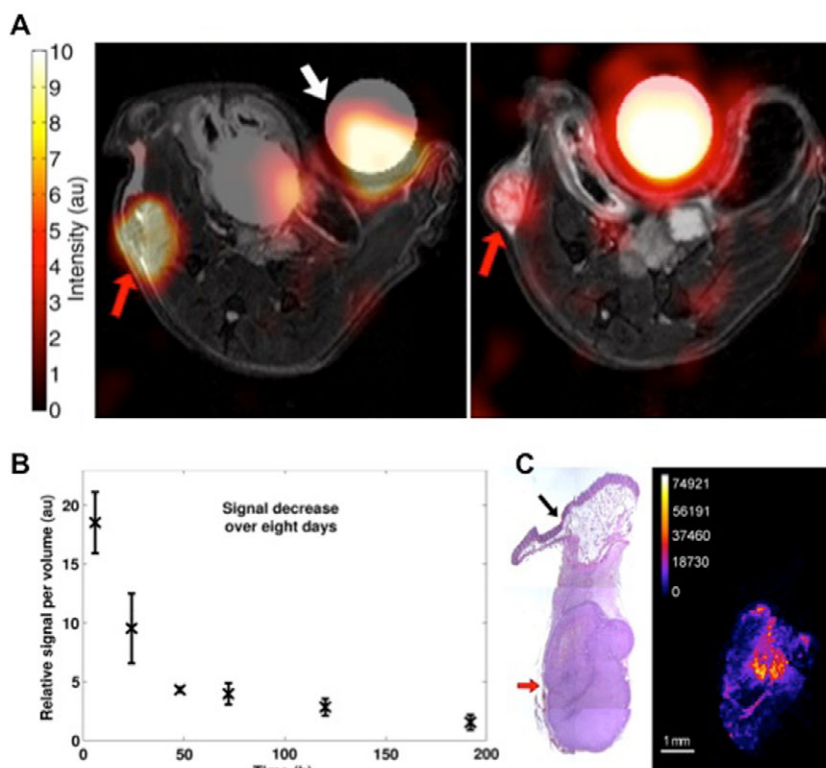 A
10
9
8
7
6
5
4
3
2
1
0
Intensity (au)
B
Signal decrease
over eight days
Relative signal per volume (au)
20
15
10
5
0
0
50
100
150
200
Time (h)
C
74921
56191
37460
18730
0
1 mm